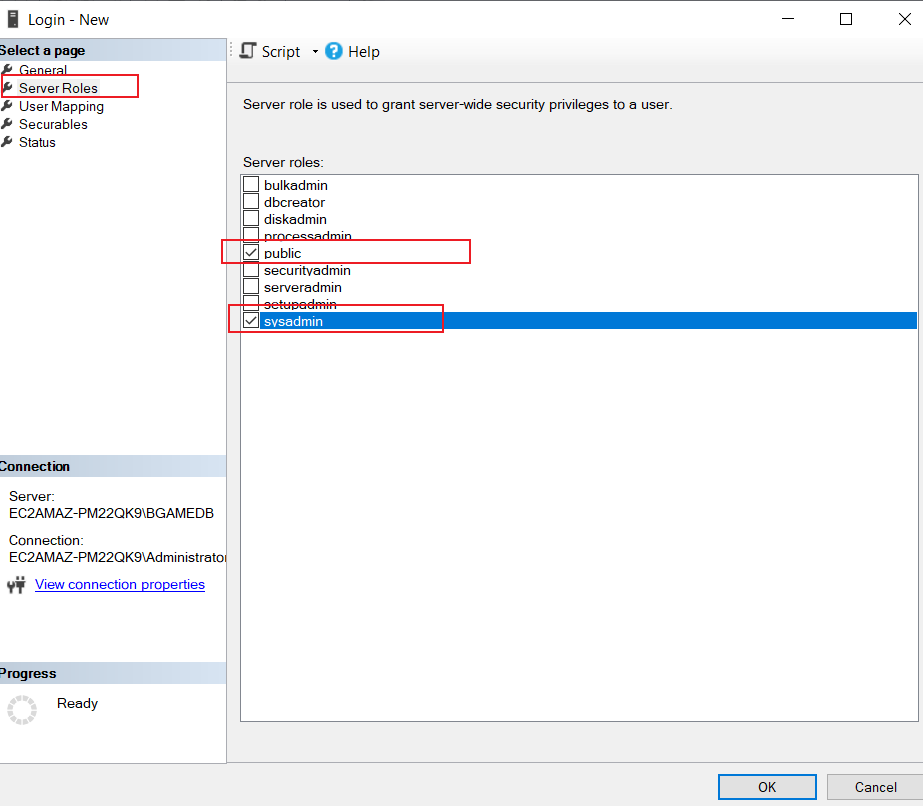 Login - New
Select a page
General
Server Roles
User Mapping
Securables
Status
Script
Help
Server role is used to grant server-wide security privileges to a user.
Server roles:
bulkadmin
dbcreator
diskadmin
processadmin
public
securityadmin
serveradmin
setupadmin
sysadmin
Connection
Server:
EC2AMAZ-PM22QK9\BGAMEDB
Connection:
EC2AMAZ-PM22QK9\Administrator
View connection properties
Progress
Ready
OK
Cancel